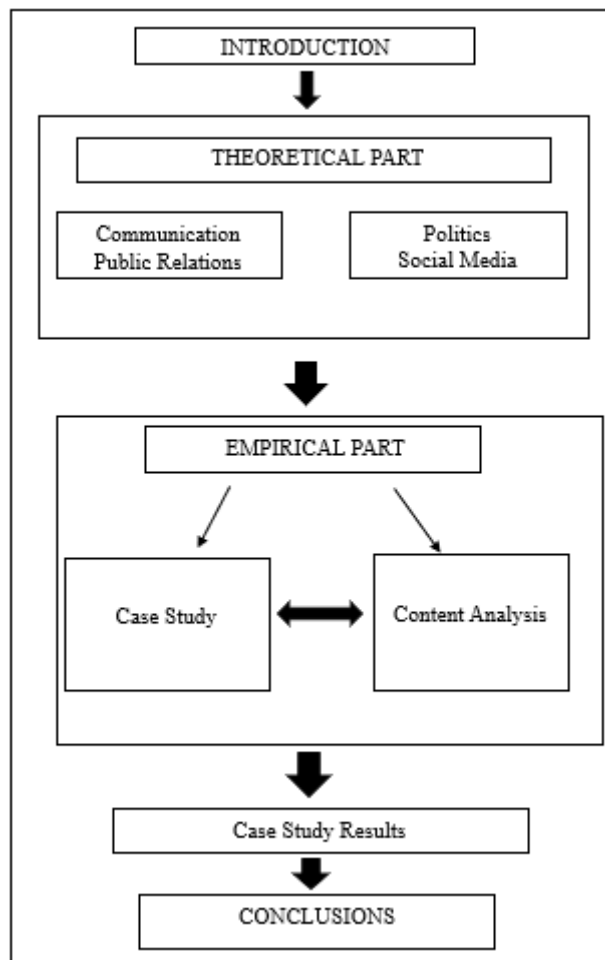 INTRODUCTION
THEORETICAL PART
Communication
Public Relations
Politics
Social Media
EMPIRICAL PART
Case Study
Content Analysis
Case Study Results
CONCLUSIONS